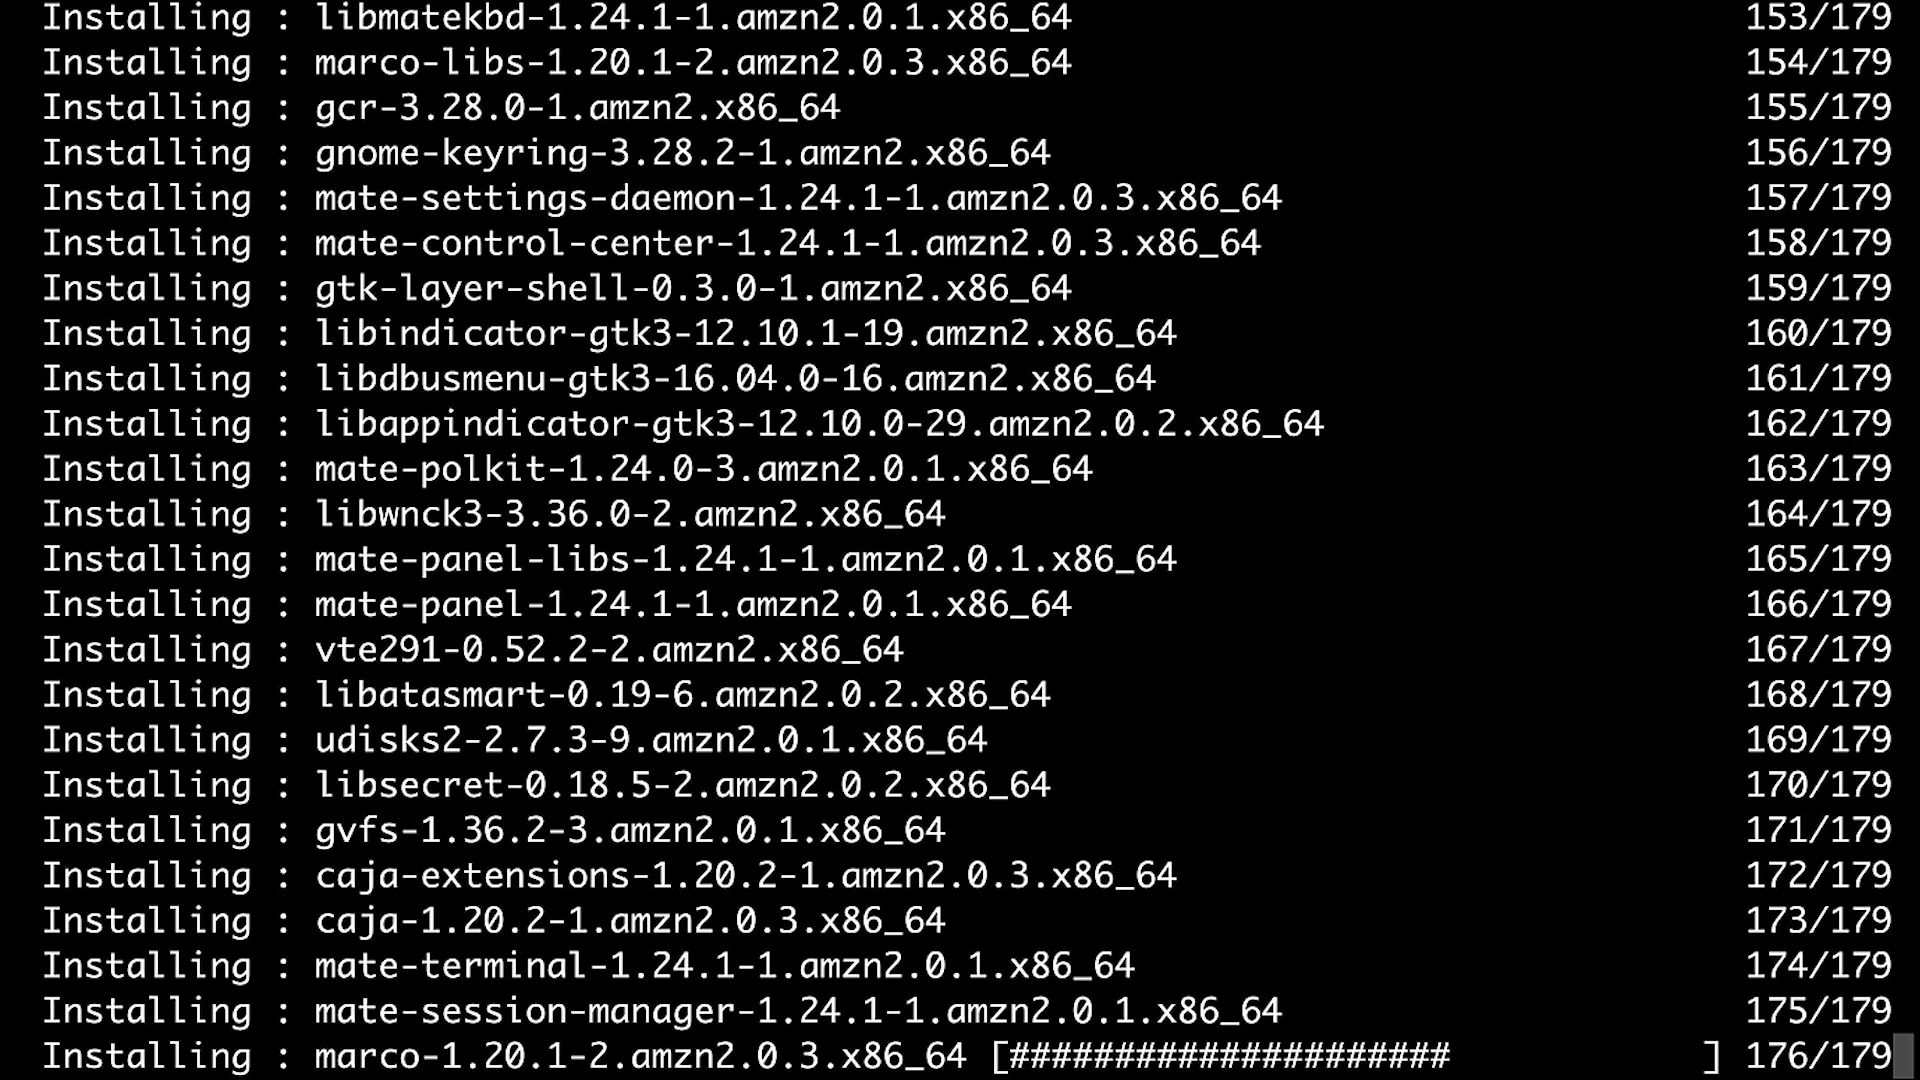 Installing : libmatekbd-1.24.1-1.amzn2.0.1.x86_64 153/179
Installing : marco-libs-1.20.1-2.amzn2.0.3.x86_64 154/179
Installing : gcr-3.28.0-1.amzn2.x86_64 155/179
Installing : gnome-keyring-3.28.2-1.amzn2.x86_64 156/179
Installing : mate-settings-daemon-1.24.1-1.amzn2.0.3.x86_64 157/179
Installing : mate-control-center-1.24.1-1.amzn2.0.3.x86_64 158/179
Installing : gtk-layer-shell-0.3.0-1.amzn2.x86_64 159/179
Installing : libindicator-gtk3-12.10.1-19.amzn2.x86_64 160/179
Installing : libdbusmenu-gtk3-16.04.0-16.amzn2.x86_64 161/179
Installing : libappindicator-gtk3-12.10.0-29.amzn2.0.2.x86_64 162/179
Installing : mate-polkit-1.24.0-3.amzn2.0.1.x86_64 163/179
Installing : libwnck3-3.36.0-2.amzn2.x86_64 164/179
Installing : mate-panel-libs-1.24.1-1.amzn2.0.1.x86_64 165/179
Installing : mate-panel-1.24.1-1.amzn2.0.1.x86_64 166/179
Installing : vte291-0.52.2-2.amzn2.x86_64 167/179
Installing : libatasmart-0.19-6.amzn2.0.2.x86_64 168/179
Installing : udisks2-2.7.3-9.amzn2.0.1.x86_64 169/179
Installing : libsecret-0.18.5-2.amzn2.0.2.x86_64 170/179
Installing : gvfs-1.36.2-3.amzn2.0.1.x86_64 171/179
Installing : caja-extensions-1.20.2-1.amzn2.0.3.x86_64 172/179
Installing : caja-1.20.2-1.amzn2.0.3.x86_64 173/179
Installing : mate-terminal-1.24.1-1.amzn2.0.1.x86_64 174/179
Installing : mate-session-manager-1.24.1-1.amzn2.0.1.x86_64 175/179
Installing : marco-1.20.1-2.amzn2.0.3.x86_64 [##################### ] 176/179